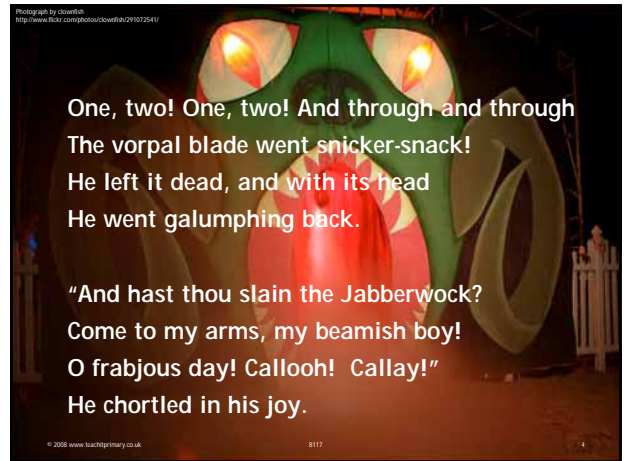 Photograph by clownfish
http://www.flickr.com/photos/clownfish/291072541/
One, two! One, two! And through and through
The vorpal blade went snicker-snack!
He left it dead, and with its head
He went galumphing back.
“And hast thou slain the Jabberwock?
Come to my arms, my beamish boy!
O frabjous day! Callooh!  Callay!”
He chortled in his joy.
© 2008 www.teachitprimary.co.uk 8117 4